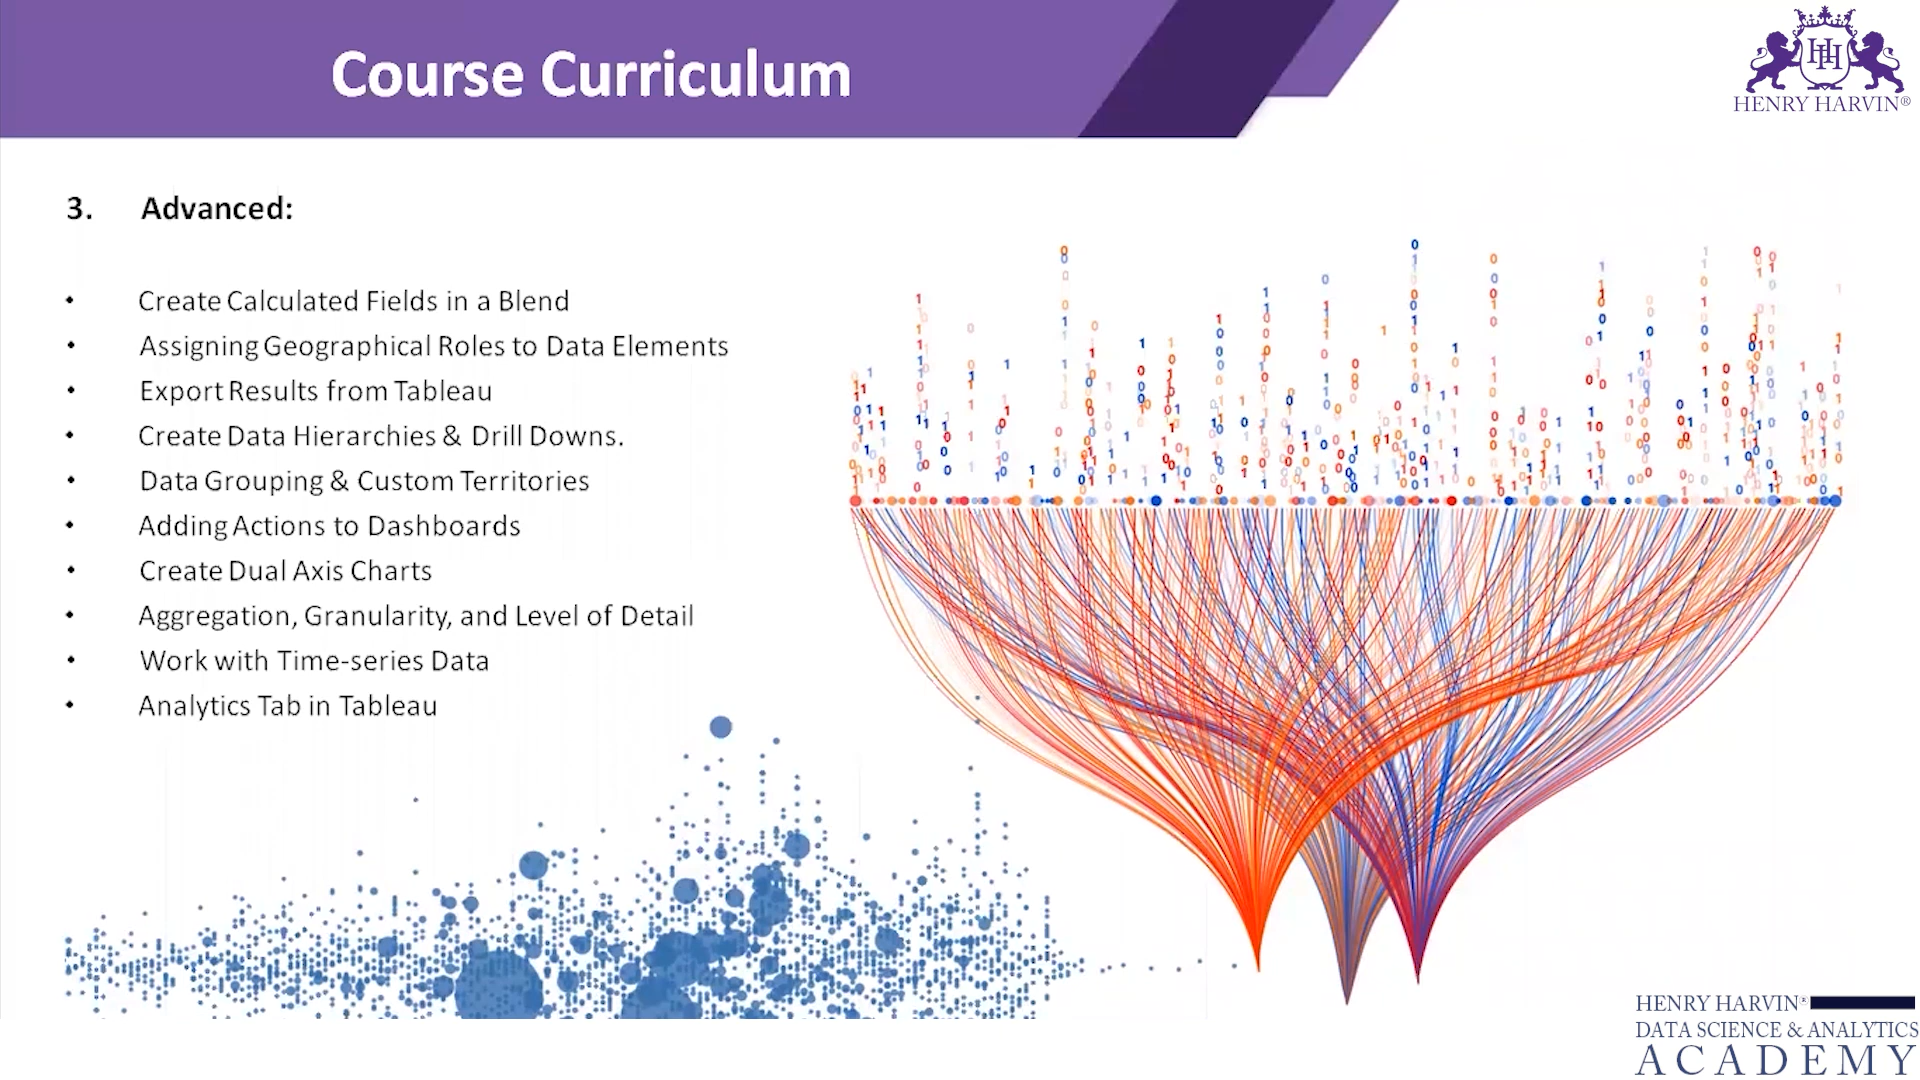 Course Curriculum
HENRY HARVIN®
3. Advanced:
• Create Calculated Fields in a Blend
• Assigning Geographical Roles to Data Elements
• Export Results from Tableau
• Create Data Hierarchies & Drill Downs.
• Data Grouping & Custom Territories
• Adding Actions to Dashboards
• Create Dual Axis Charts
• Aggregation, Granularity, and Level of Detail
• Work with Time-series Data
• Analytics Tab in Tableau
HENRY HARVIN®
DATA SCIENCE & ANALYTICS
ACADEMY